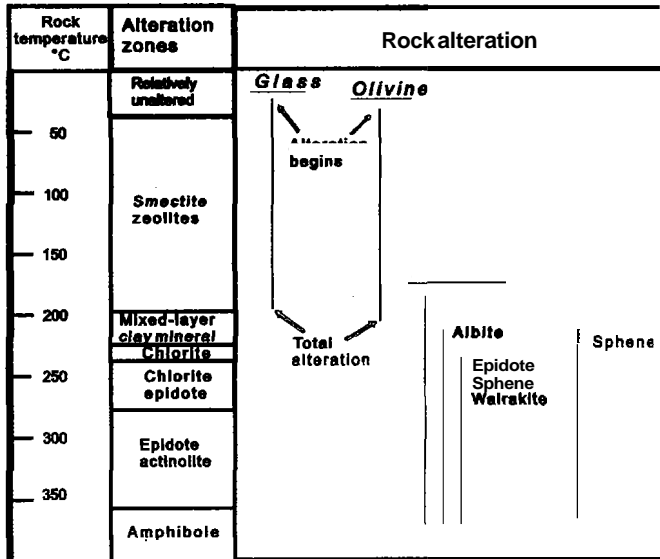 Rock
temperature
°C
Alteration
zones
Rockalteration
Relatively
unaltered
Glass
Olivine
50
Alteration
begins
100
Smectite
zeolites
150
200
Mixed-layer
clay mineral
Total
alteration
Albite
Sphene
Chlorite
250
Chlorite
epidote
Epidote
Sphene
Wairakite
300
Epidote
actinolite
350
Amphibole